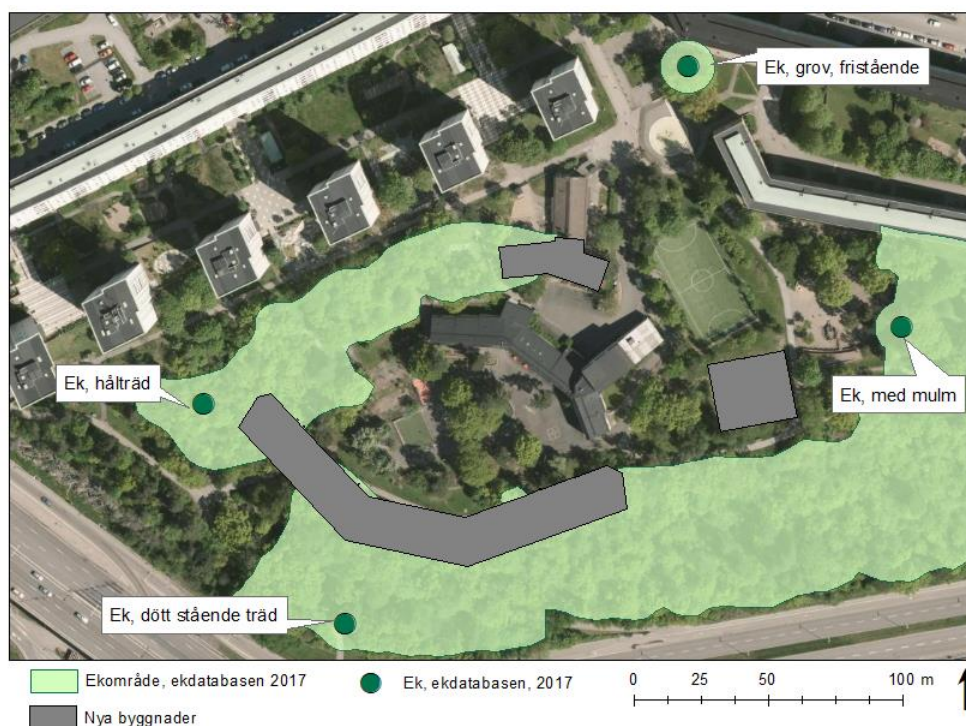 Ek, grov, fristående
Ek, hålträd
Ek, med mulm
Ek, dött stående träd
Ekområde, ekdatabasen 2017
Ek, ekdatabasen, 2017
0 25 50 100 m
Nya byggnader